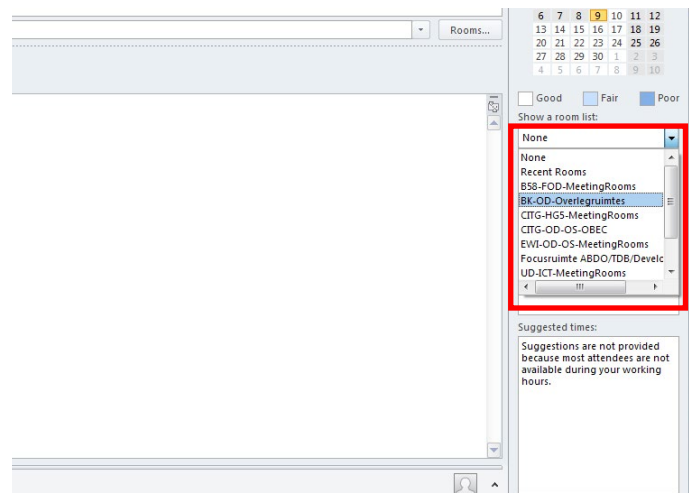 6 7 8 9 10 11 12
13 14 15 16 17 18 19
20 21 22 23 24 25 26
27 28 29 30 1 2 3
4 5 6 7 8 9 10
Rooms...
Good Fair Poor
Show a room list:
None
None
Recent Rooms
B58-FOD-MeetingRooms
BK-OD-Overlegruimtes
CITG-HG5-MeetingRooms
CITG-OD-OS-OBEC
EWI-OD-OS-MeetingRooms
Focusruimte ABDO/TDB/Develc
UD-ICT-MeetingRooms
Suggested times:
Suggestions are not provided
because most attendees are not
available during your working
hours.